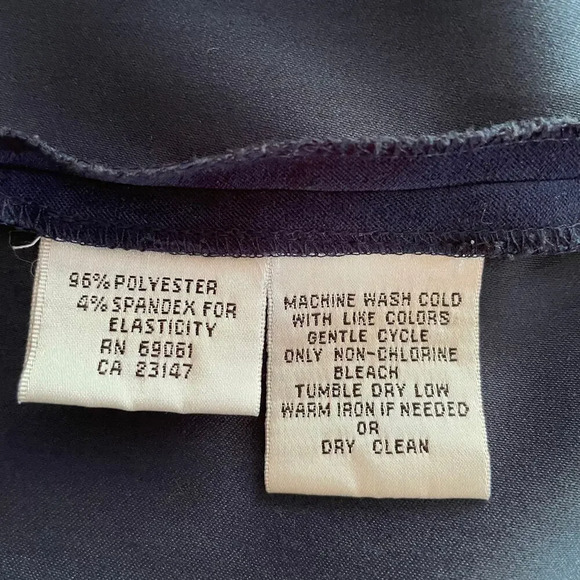 96% POLYESTER
4% SPANDEX FOR
ELASTICITY
RN 69061
CA 23147
MACHINE WASH COLD
WITH LIKE COLORS
GENTLE CYCLE
ONLY NON-CHLORINE
BLEACH
TUMBLE DRY LOW
WARM IRON IF NEEDED
OR
DRY CLEAN